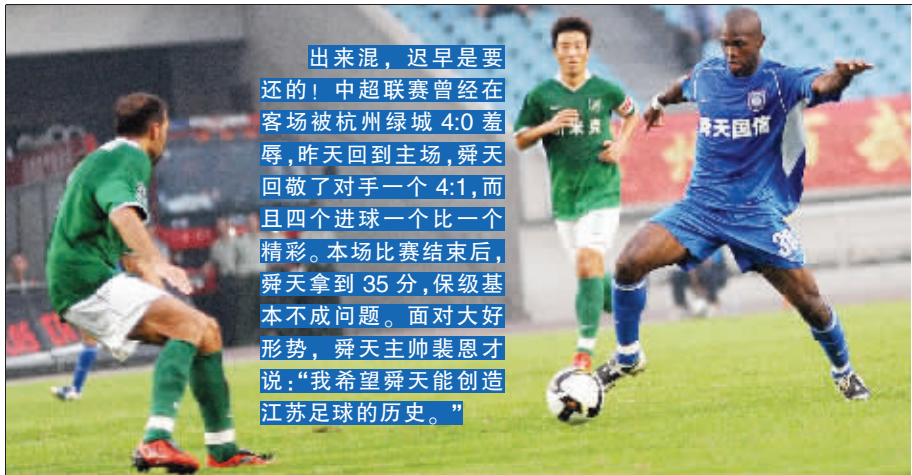 出来混，迟早是要
还的！中超联赛曾经在
客场被杭州绿城 4:0 羞
辱,昨天回到主场,舜天
回敬了对手一个 4:1,而
且四个进球一个比一个
精彩。本场比赛结束后,
舜天拿到 35 分,保级基
本不成问题。面对大好
形势，舜天主帅裴恩才
说:“我希望舜天能创造
江苏足球的历史。”
舜天国信